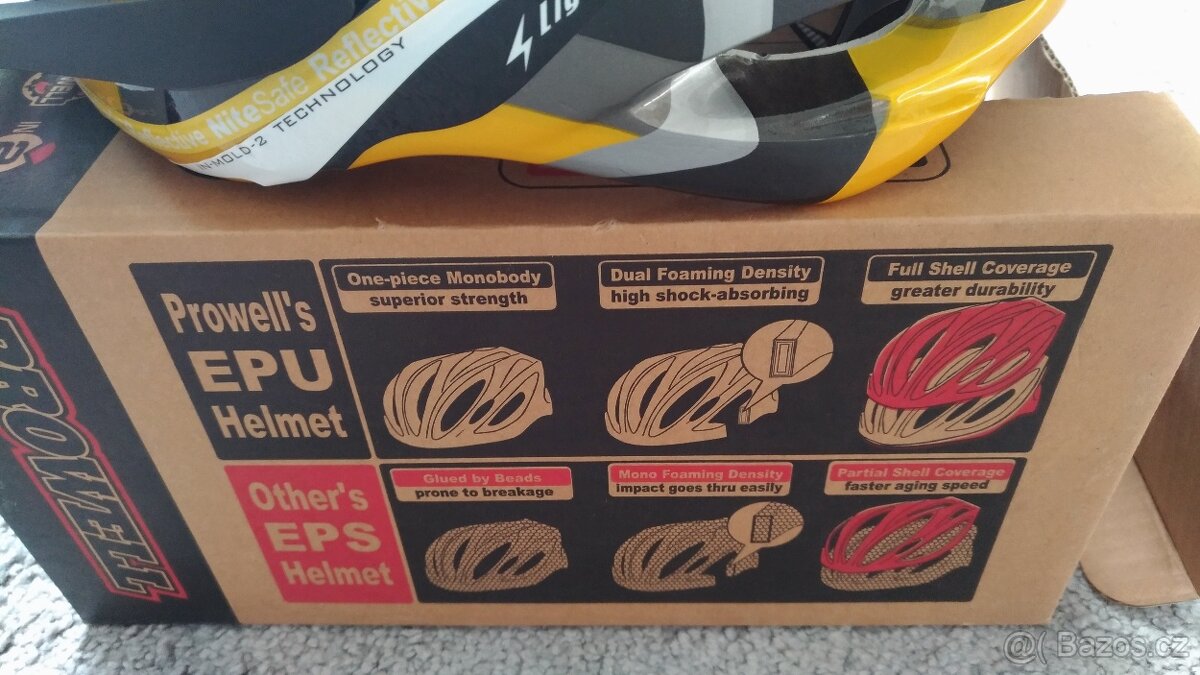 Reflective NiteSafe Reflective
IN-MOLD-2 TECHNOLOGY
PROWELL
Prowell's
EPU
Helmet
One-piece Monobody
superior strength
Dual Foaming Density
high shock-absorbing
Full Shell Coverage
greater durability
Other's
EPS
Helmet
Glued by Beads
prone to breakage
Mono Foaming Density
impact goes thru easily
Partial Shell Coverage
faster aging speed
Bazos.cz